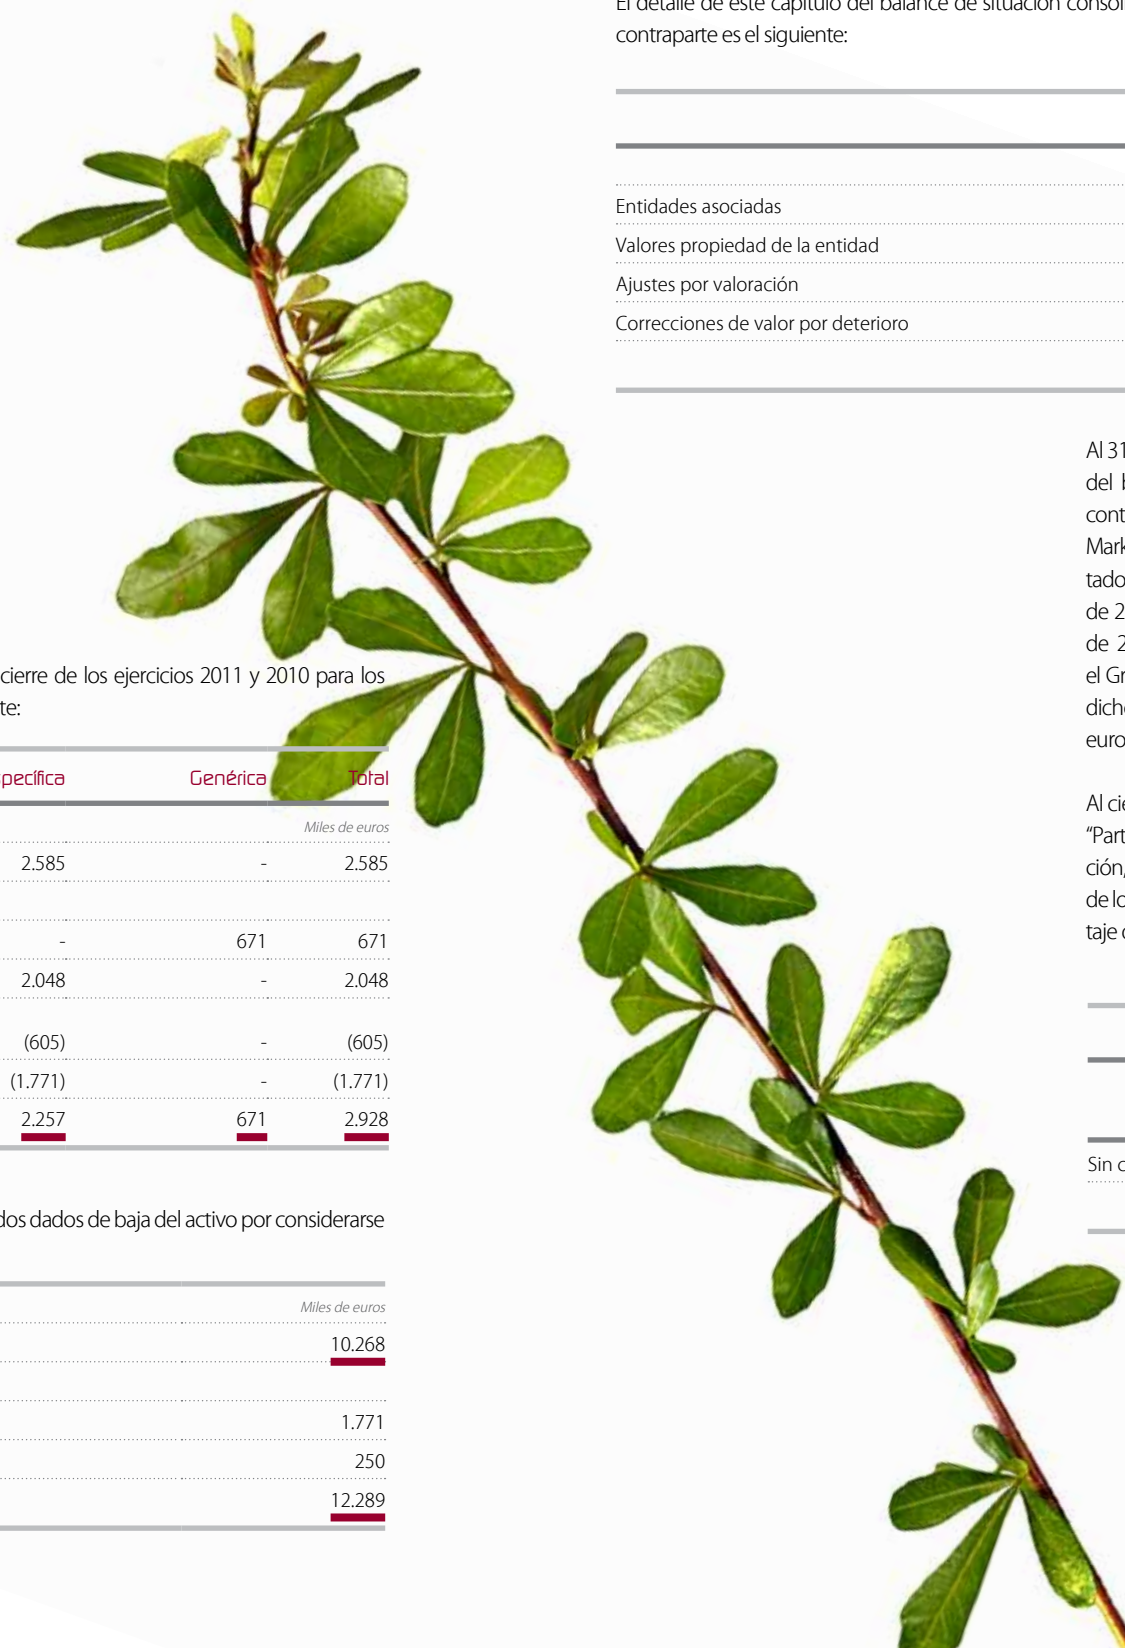 cierre de los ejercicios 2011 y 2010 para los
te:
pecífica Genérica Total
Miles de euros
2.585 - 2.585
- 671 671
2.048 - 2.048
(605) - (605)
(1.771) - (1.771)
2.257 671 2.928
dos dados de baja del activo por considerarse
Miles de euros
10.268
1.771
250
12.289
El detalle de este capítulo del balance de situación
contraparte es el siguiente:
Entidades asociadas
Valores propiedad de la entidad
Ajustes por valoración
Correcciones de valor por deterioro
Al 31
del
cont
Mark
tado
de 2
de 2
el Gr
dich
euro
Al cie
“Part
ción,
de lo
taje
Sin